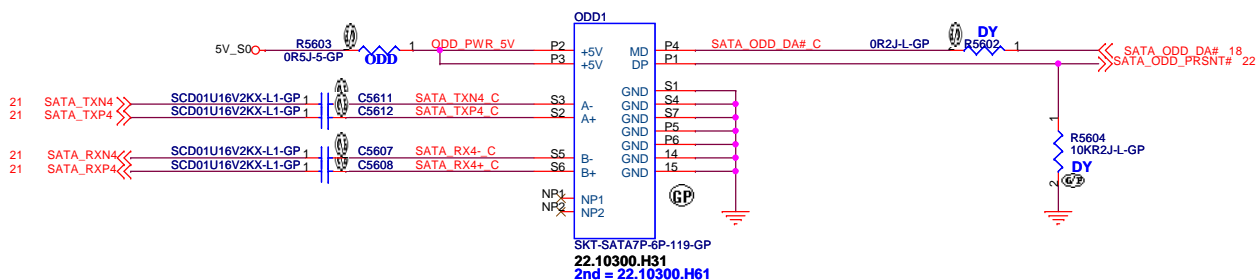 ODD1
5V_S0
R5603
0R5J-5-GP
1
ODD
ODD_PWR_5V
P2
P3
+5V
+5V
MD
DP
P4
P1
SATA_ODD_DA#_C
0R2J-L-GP
DY
R5602
1
SATA_ODD_DA# 18
SATA_ODD_PRSNT# 22
21 SATA_TXN4
21 SATA_TXP4
SCD01U16V2KX-L1-GP 1
SCD01U16V2KX-L1-GP 1
C5611
C5612
SATA_TXN4_C
SATA_TXP4_C
S3
S2
A-
A+
21 SATA_RXN4
21 SATA_RXP4
SCD01U16V2KX-L1-GP 1
SCD01U16V2KX-L1-GP 1
C5607
C5608
SATA_RX4-_C
SATA_RX4+_C
S5
S6
B-
B+
NP1
NP2
NP1
NP2
GND S1
GND S4
GND S7
GND P5
GND P6
GND 14
GND 15
GP
1
R5604
10KR2J-L-GP
DY
2
SKT-SATA7P-6P-119-GP
22.10300.H31
2nd = 22.10300.H61